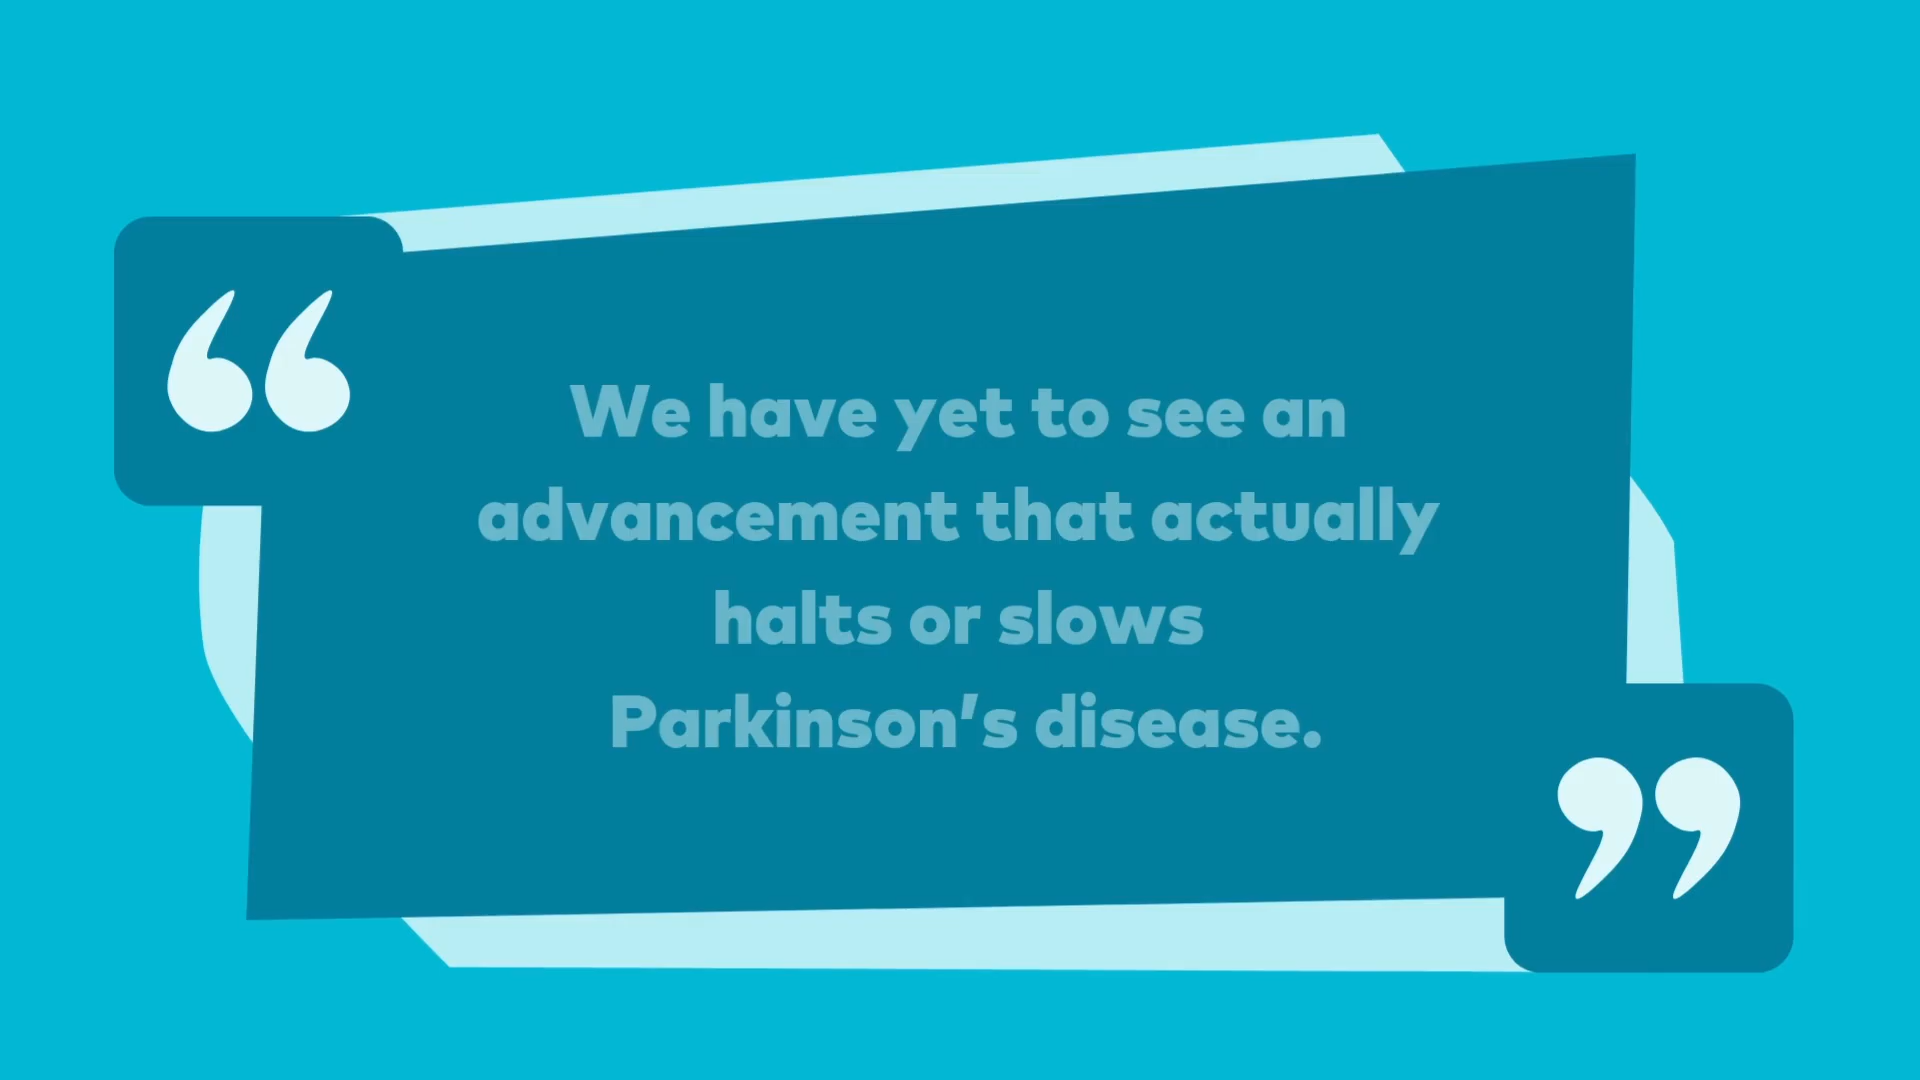 “
We have yet to see an
advancement that actually
halts or slows
Parkinson’s disease.
”